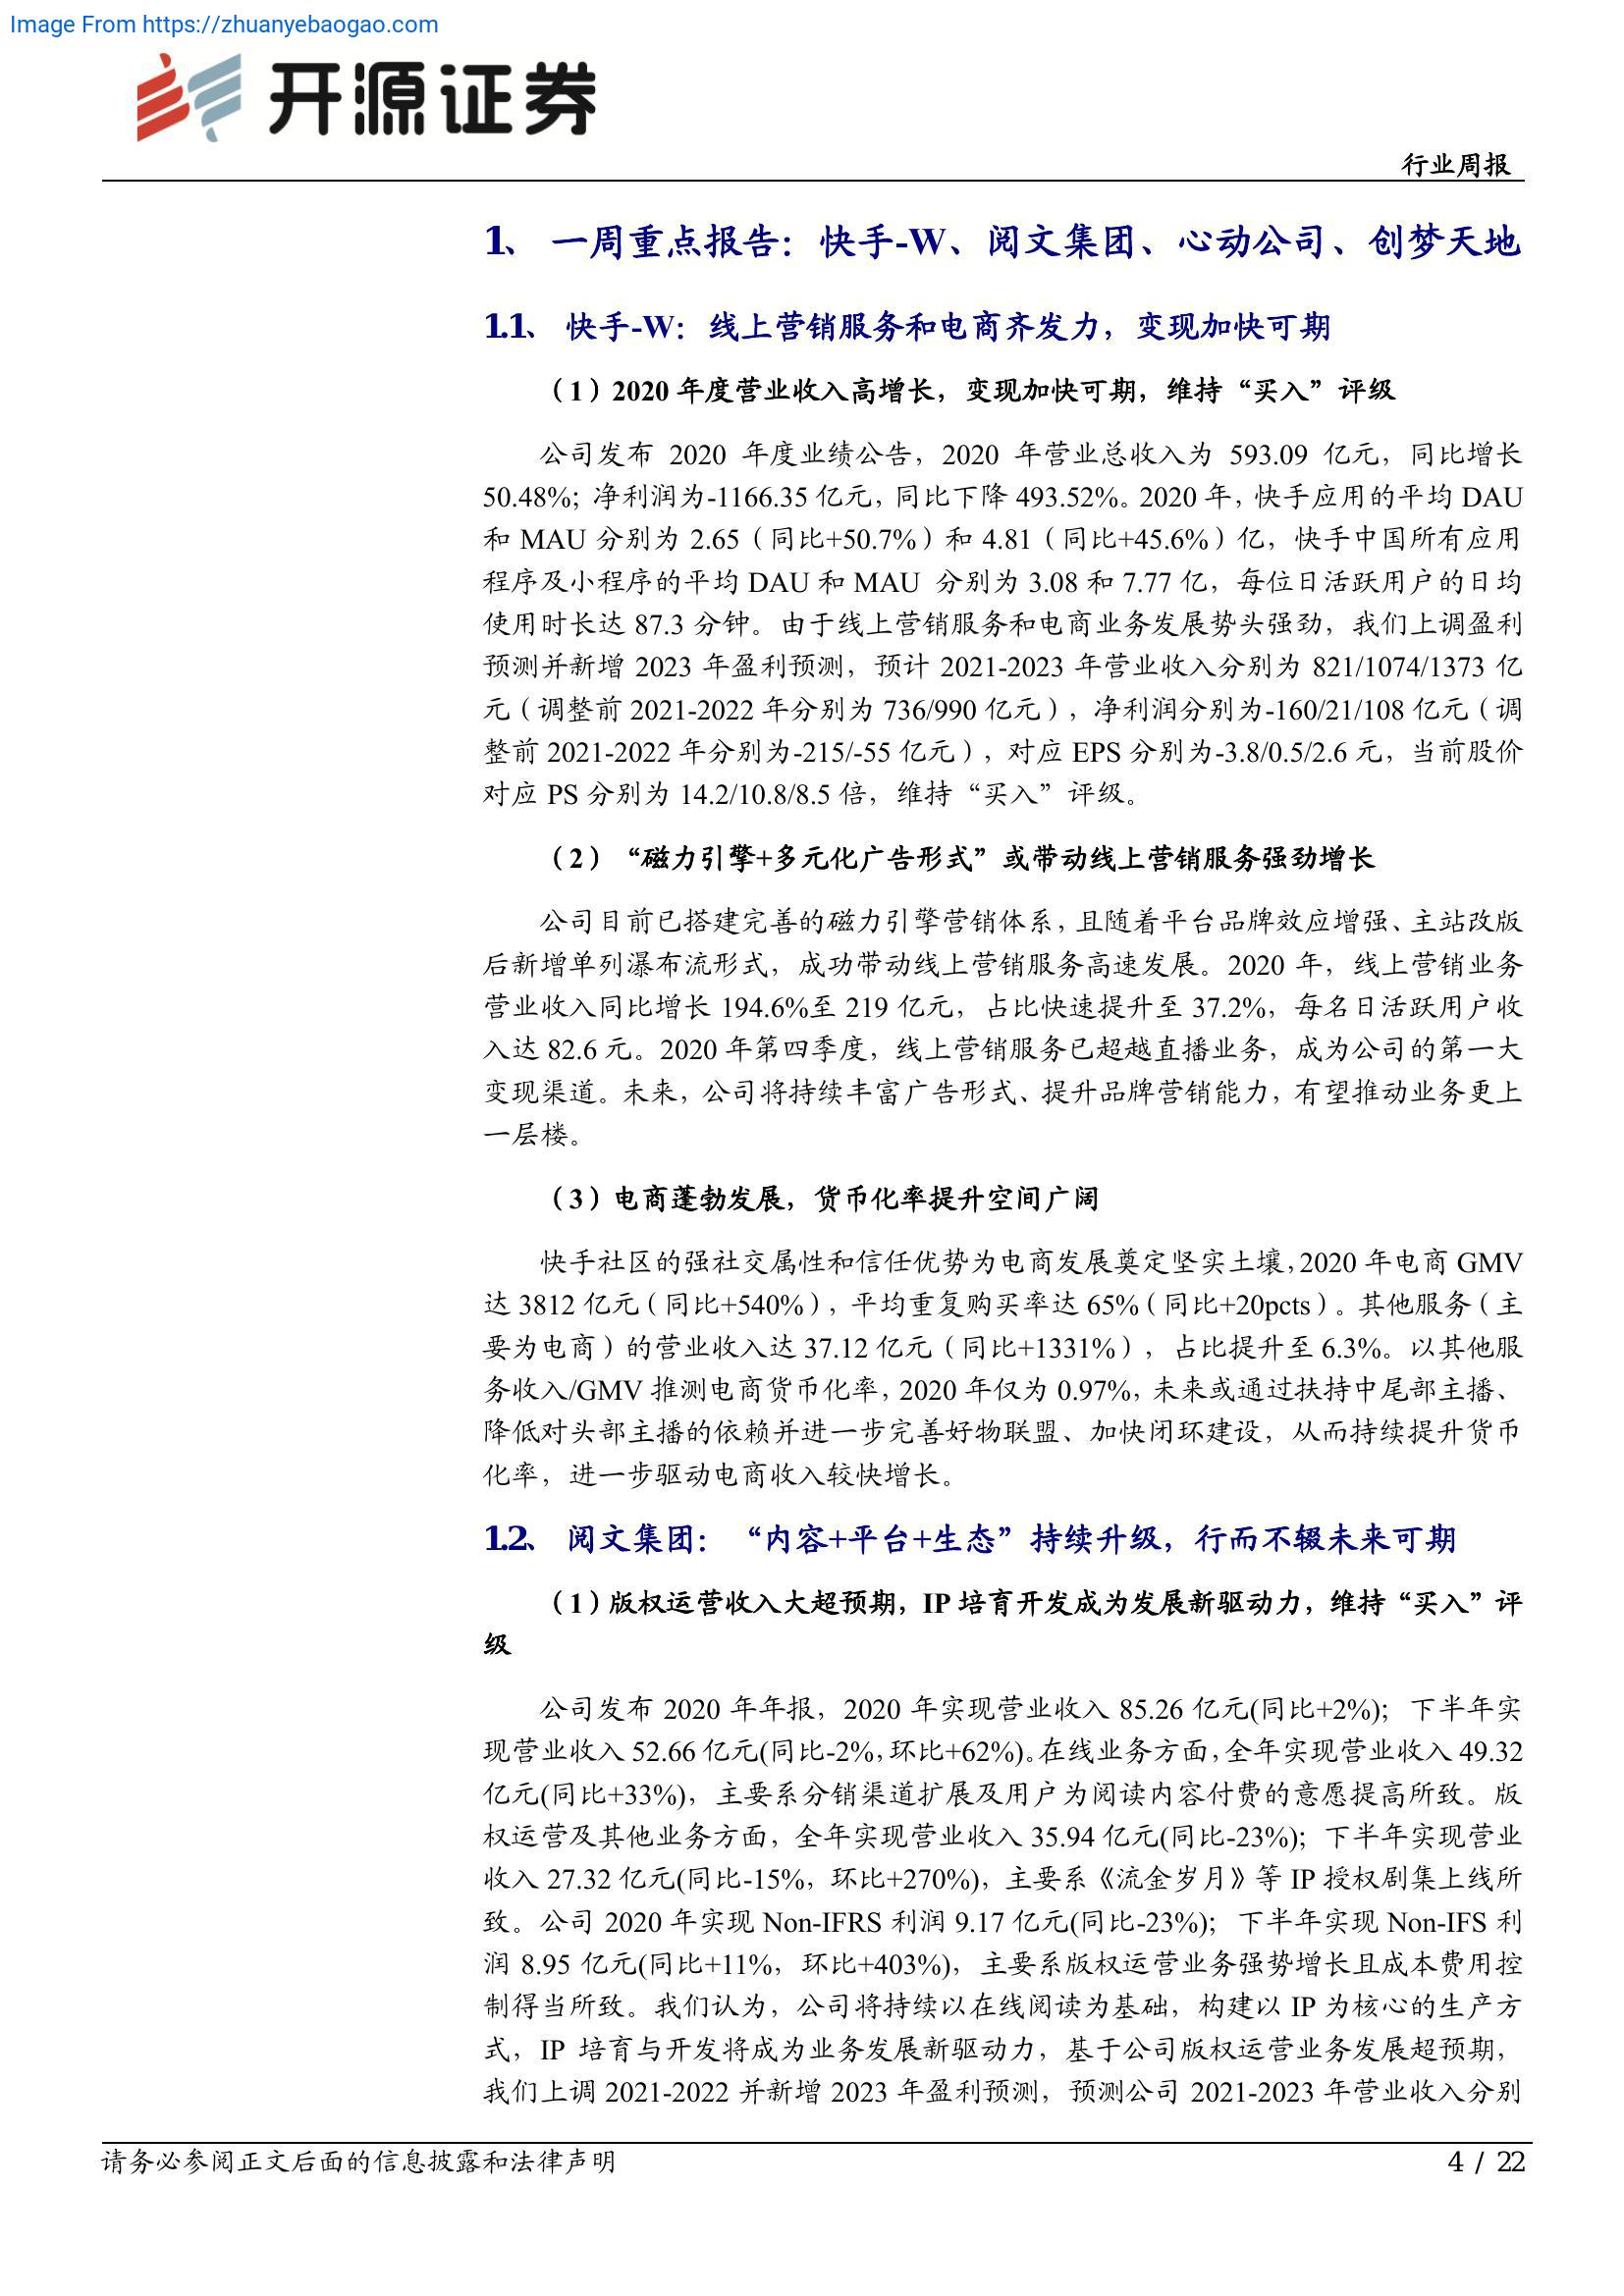 Image From https://zhuanyebaogao.com
开源证券
行业周报
1、 一周重点报告：快手-W、阅文集团、心动公司、创梦天地
1.1、 快手-W：线上营销服务和电商齐发力，变现加快可期
（1）2020 年度营业收入高增长，变现加快可期，维持“买入”评级
公司发布 2020 年度业绩公告，2020 年营业总收入为 593.09 亿元，同比增长
50.48%；净利润为-1166.35 亿元，同比下降 493.52%。2020 年，快手应用的平均 DAU
和 MAU 分别为 2.65（同比+50.7%）和 4.81（同比+45.6%）亿，快手中国所有应用
程序及小程序的平均 DAU 和 MAU 分别为 3.08 和 7.77 亿，每位日活跃用户的日均
使用时长达 87.3 分钟。由于线上营销服务和电商业务发展势头强劲，我们上调盈利
预测并新增 2023 年盈利预测，预计 2021-2023 年营业收入分别为 821/1074/1373 亿
元（调整前 2021-2022 年分别为 736/990 亿元），净利润分别为-160/21/108 亿元（调
整前 2021-2022 年分别为-215/-55 亿元），对应 EPS 分别为-3.8/0.5/2.6 元，当前股价
对应 PS 分别为 14.2/10.8/8.5 倍，维持“买入”评级。
（2）“磁力引擎+多元化广告形式”或带动线上营销服务强劲增长
公司目前已搭建完善的磁力引擎营销体系，且随着平台品牌效应增强、主站改版
后新增单列瀑布流形式，成功带动线上营销服务高速发展。2020 年，线上营销业务
营业收入同比增长 194.6%至 219 亿元，占比快速提升至 37.2%，每名日活跃用户收
入达 82.6 元。2020 年第四季度，线上营销服务已超越直播业务，成为公司的第一大
变现渠道。未来，公司将持续丰富广告形式、提升品牌营销能力，有望推动业务更上
一层楼。
（3）电商蓬勃发展，货币化率提升空间广阔
快手社区的强社交属性和信任优势为电商发展奠定坚实土壤，2020 年电商 GMV
达 3812 亿元（同比+540%），平均重复购买率达 65%（同比+20pcts）。其他服务（主
要为电商）的营业收入达 37.12 亿元（同比+1331%），占比提升至 6.3%。以其他服
务收入/GMV 推测电商货币化率，2020 年仅为 0.97%，未来或通过扶持中尾部主播、
降低对头部主播的依赖并进一步完善好物联盟、加快闭环建设，从而持续提升货币
化率，进一步驱动电商收入较快增长。
1.2、 阅文集团：“内容+平台+生态”持续升级，行而不辍未来可期
（1）版权运营收入大超预期，IP 培育开发成为发展新驱动力，维持“买入”评
级
公司发布 2020 年年报，2020 年实现营业收入 85.26 亿元(同比+2%)；下半年实
现营业收入 52.66 亿元(同比-2%，环比+62%)。在线业务方面，全年实现营业收入 49.32
亿元(同比+33%)，主要系分销渠道扩展及用户为阅读内容付费的意愿提高所致。版
权运营及其他业务方面，全年实现营业收入 35.94 亿元(同比-23%)；下半年实现营业
收入 27.32 亿元(同比-15%，环比+270%)，主要系《流金岁月》等 IP 授权剧集上线所
致。公司 2020 年实现 Non-IFRS 利润 9.17 亿元(同比-23%)；下半年实现 Non-IFS 利
润 8.95 亿元(同比+11%，环比+403%)，主要系版权运营业务强势增长且成本费用控
制得当所致。我们认为，公司将持续以在线阅读为基础，构建以 IP 为核心的生产方
式，IP 培育与开发将成为业务发展新驱动力，基于公司版权运营业务发展超预期，
我们上调 2021-2022 并新增 2023 年盈利预测，预测公司 2021-2023 年营业收入分别
请务必参阅正文后面的信息披露和法律声明
4 / 22